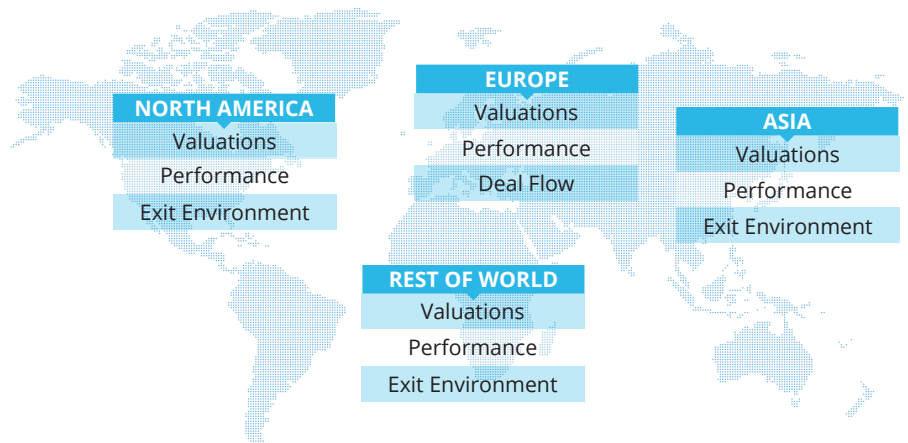 NORTH AMERICA
Valuations
Performance
Exit Environment
EUROPE
Valuations
Performance
Deal Flow
ASIA
Valuations
Performance
Exit Environment
REST OF WORLD
Valuations
Performance
Exit Environment